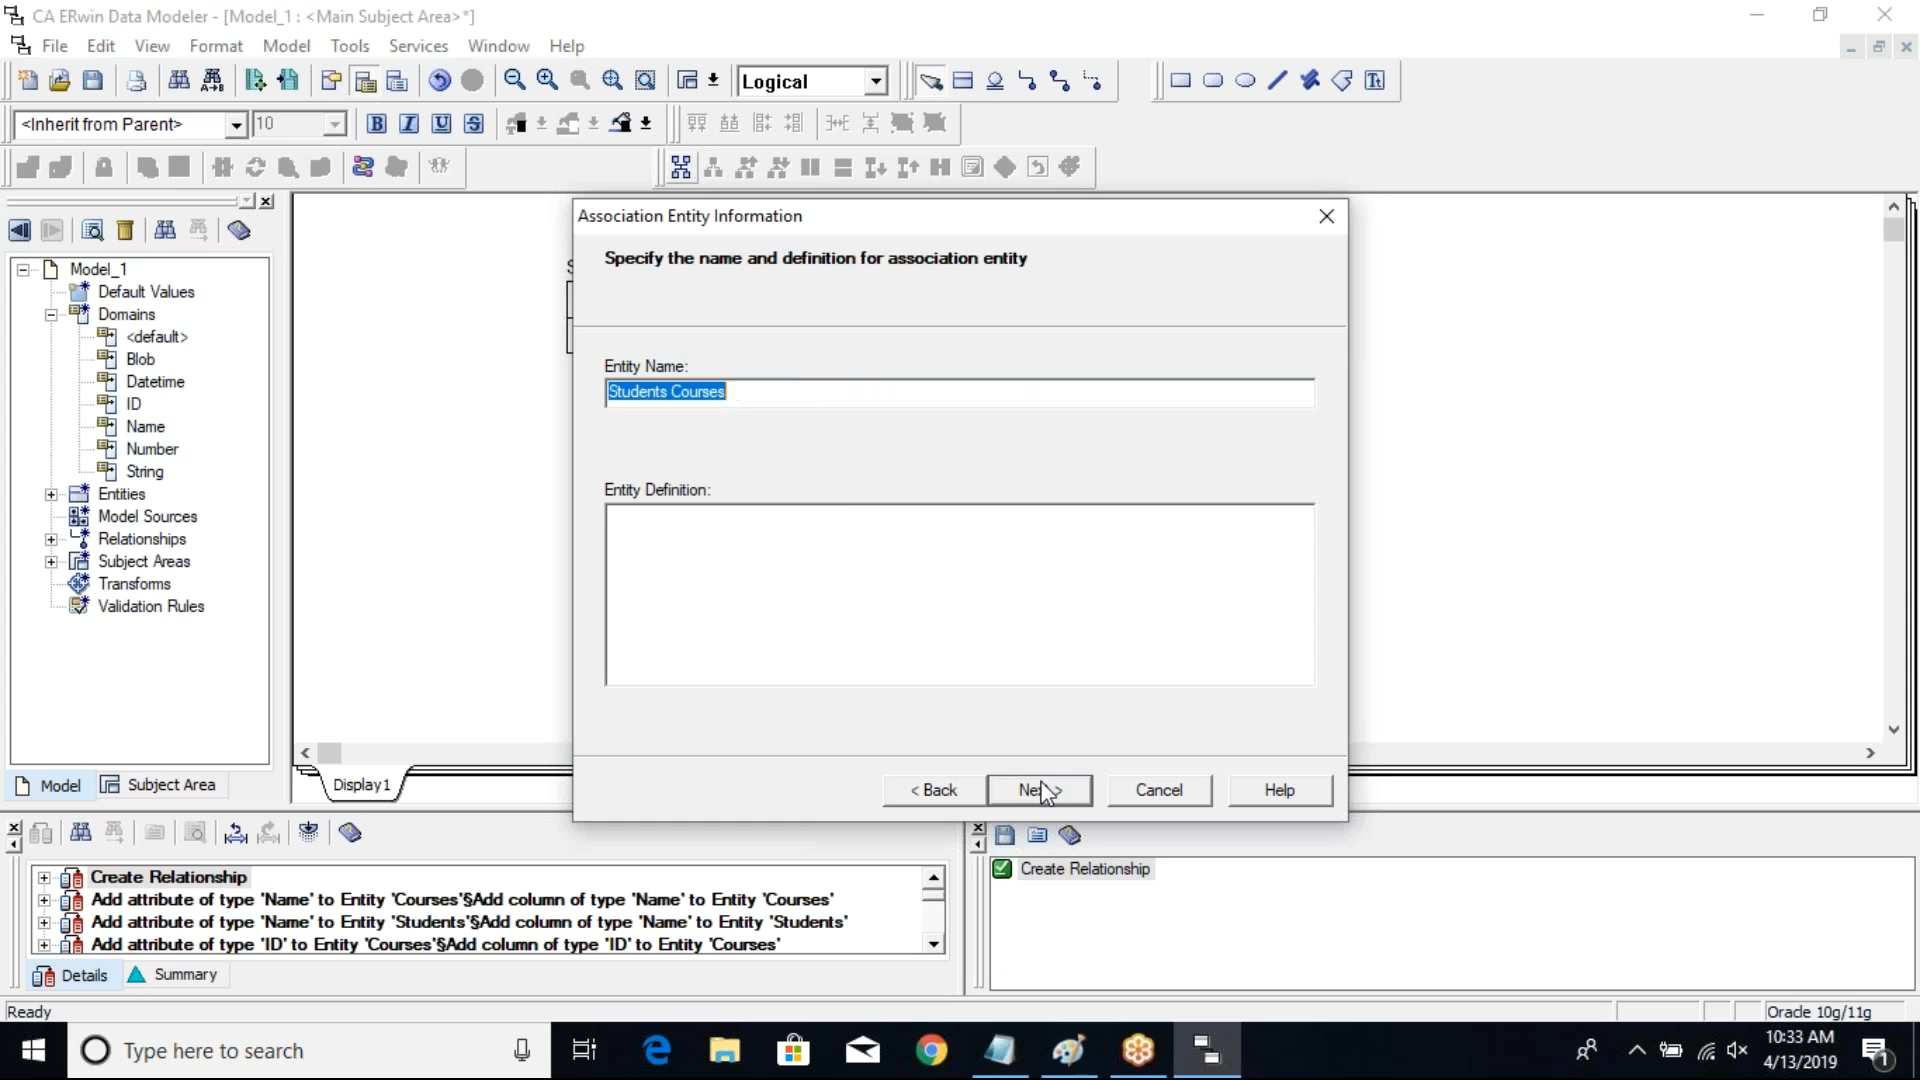 CA ERwin Data Modeler - [Model_1 : <Main Subject Area>*]
File Edit View Format Model Tools Services Window Help
Logical
<Inherit from Parent> 10
B I U S
Association Entity Information
Specify the name and definition for association entity
Model_1
Default Values
Domains
<default>
Blob
Datetime
ID
Name
Number
String
Entities
Model Sources
Relationships
Subject Areas
Transforms
Validation Rules
Entity Name:
Students Courses
Entity Definition:
Model Subject Area
Display1
< Back Next > Cancel Help
Create Relationship
Add attribute of type 'Name' to Entity 'Courses'§Add column of type 'Name' to Entity 'Courses'
Add attribute of type 'Name' to Entity 'Students'§Add column of type 'Name' to Entity 'Students'
Add attribute of type 'ID' to Entity 'Courses'§Add column of type 'ID' to Entity 'Courses'
Create Relationship
Details Summary
Ready
Oracle 10g/11g
Type here to search
10:33 AM
4/13/2019
1